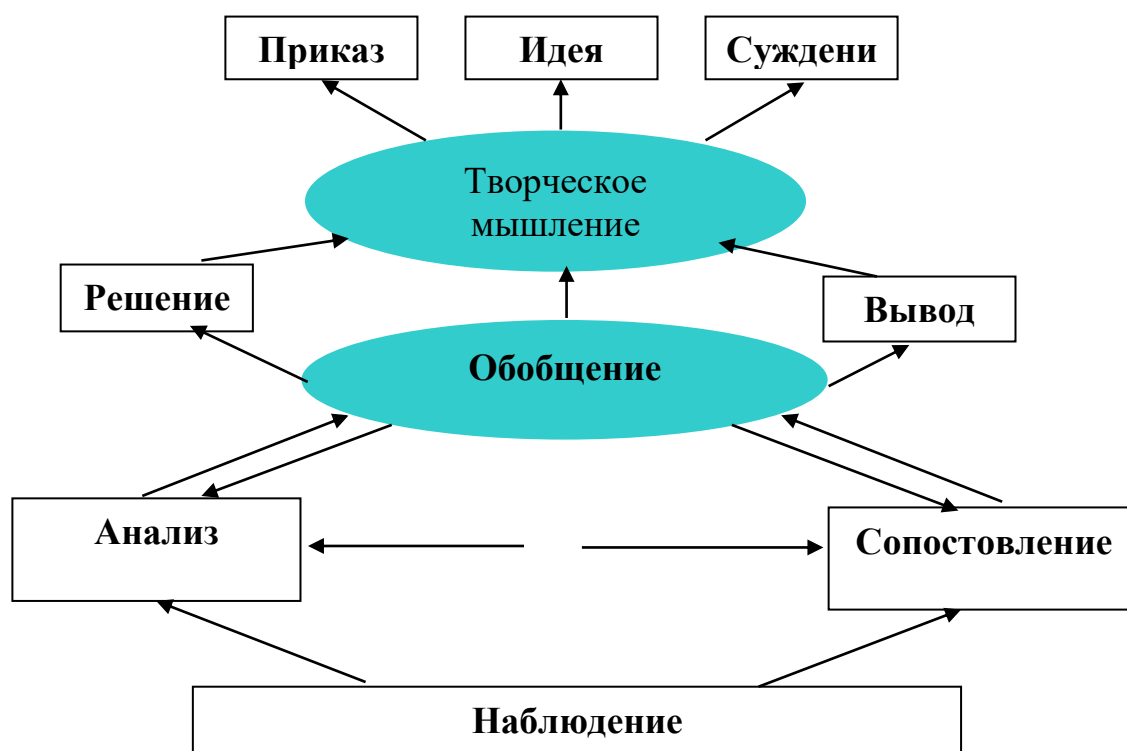 Приказ
Идея
Суждени
Творческое
мышление
Решение
Вывод
Обобщение
Анализ
Сопостовление
Наблюдение